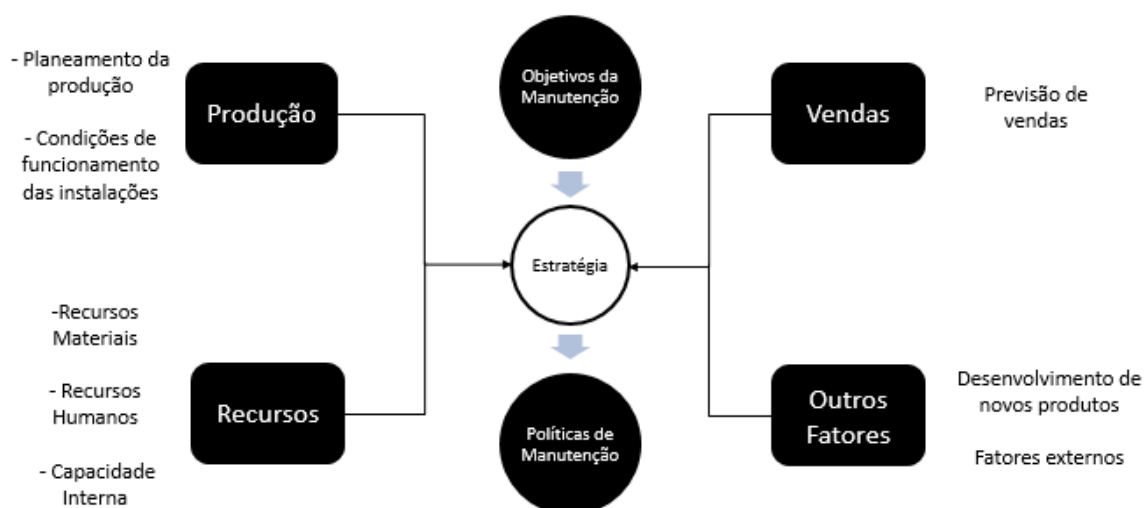 - Planeamento da
produção
- Condições de
funcionamento
das instalações
Produção
Objetivos da
Manutenção
Vendas
Previsão de
vendas
Estratégia
-Recursos
Materiais
- Recursos
Humanos
- Capacidade
Interna
Recursos
Políticas de
Manutenção
Outros
Fatores
Desenvolvimento de
novos produtos
Fatores externos